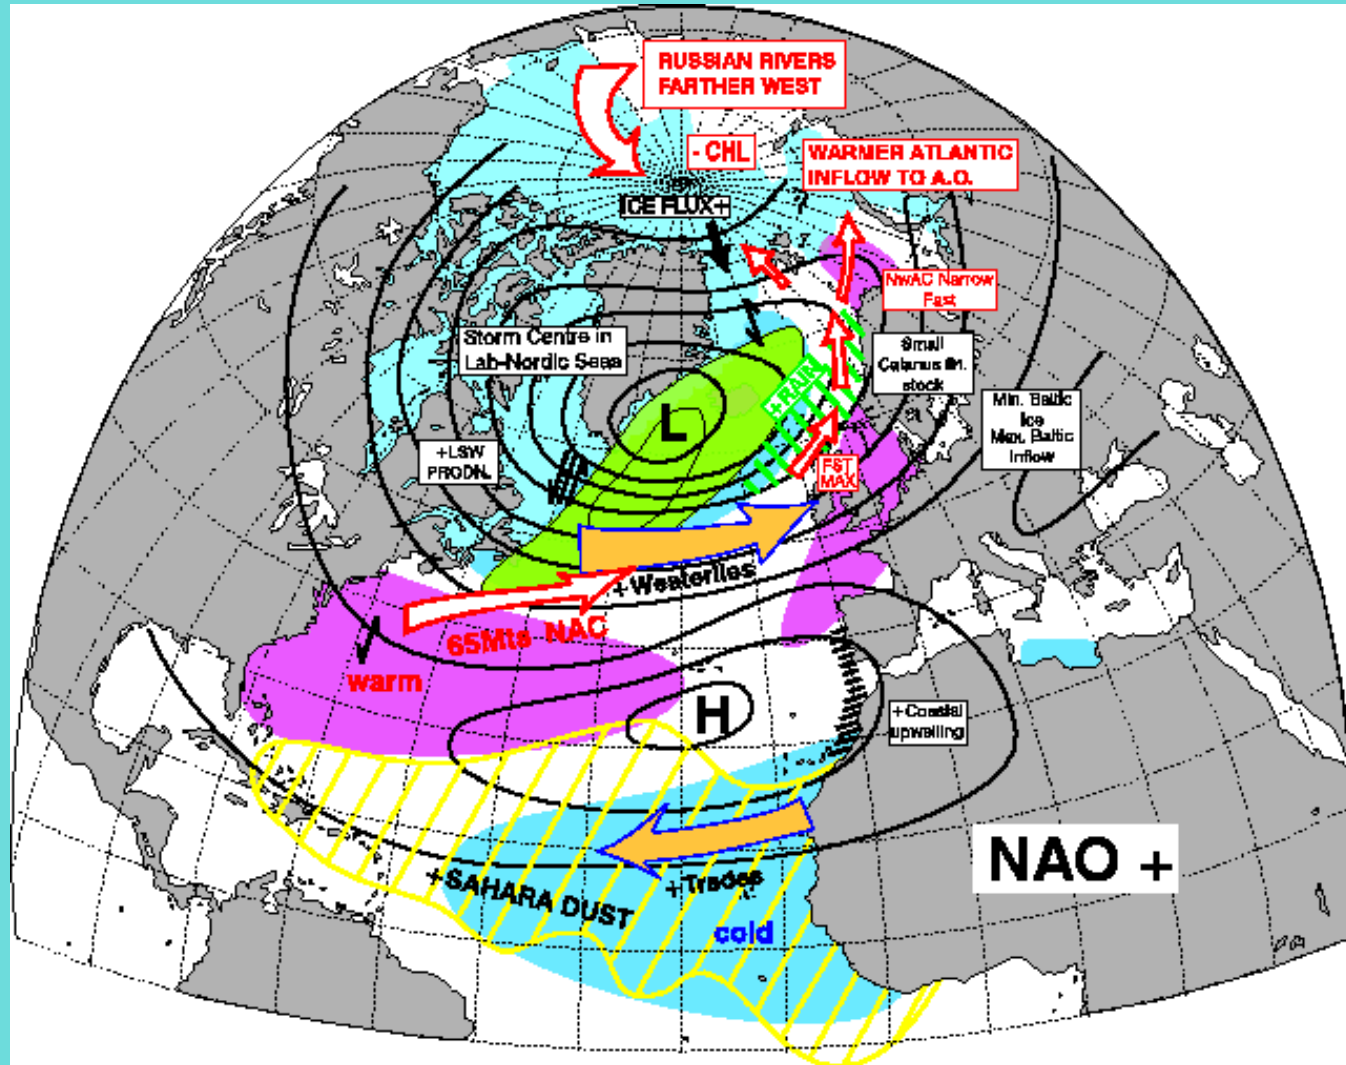 RUSSIAN RIVERS
FARTHER WEST
- CHL
WARMER ATLANTIC
INFLOW TO A.O.
ICE FLUX+
NwAC Narrow
Fast
Storm Centre in
Lab-Nordic Seas
Small
Calanus fin.
stock
+RAIN
L
Min. Baltic
Ice
Max. Baltic
Inflow
+LSW
PRODN.
FST
MAX
+Westerlies
65Mts NAC
warm
H
+Coastal
upwelling
NAO +
+SAHARA DUST
+Trades
cold